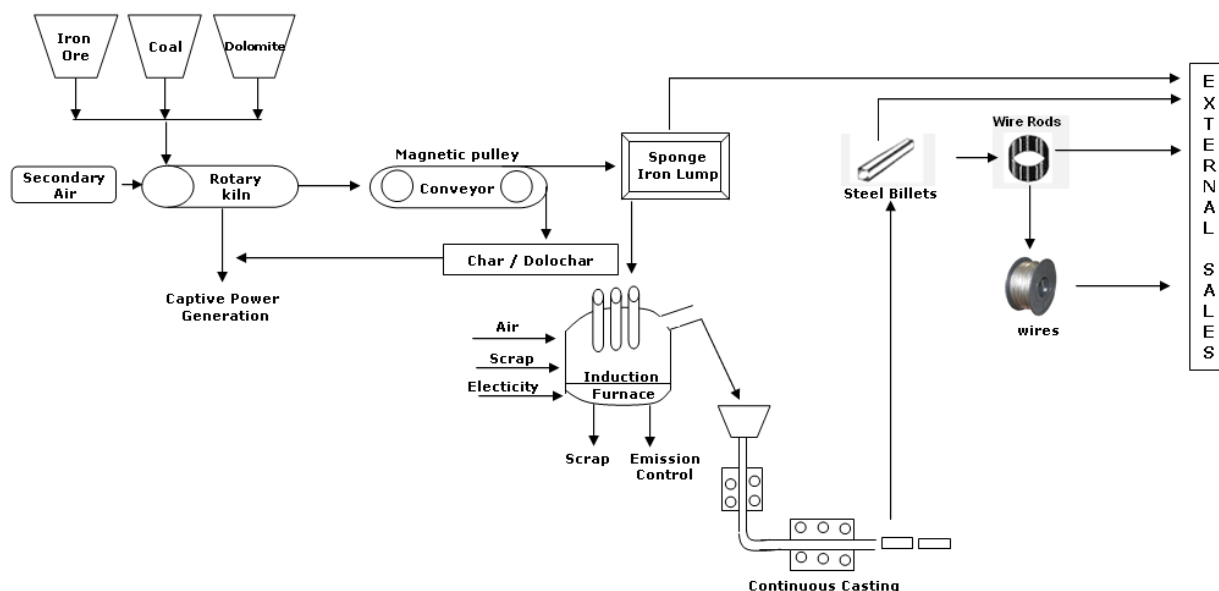 Iron
Ore
Coal
Dolomite
Secondary
Air
Rotary
kiln
Magnetic pulley
Conveyor
Sponge
Iron Lump
Char / Dolochar
Captive Power
Generation
Air
Scrap
Electicity
Induction
Furnace
Scrap
Emission
Control
Continuous Casting
Steel Billets
Wire Rods
wires
E
X
T
E
R
N
A
L
S
A
L
E
S